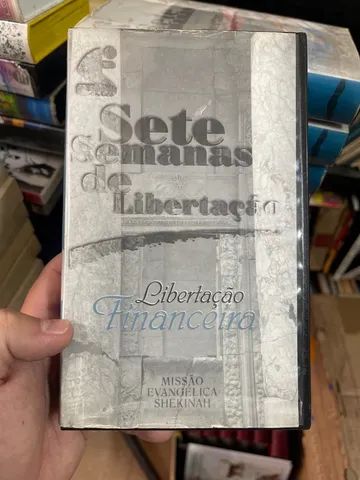 Sete
Semanas
de Libertação
Libertação
Financeira
MISSÃO
EVANGÉLICA
SHEKINAH